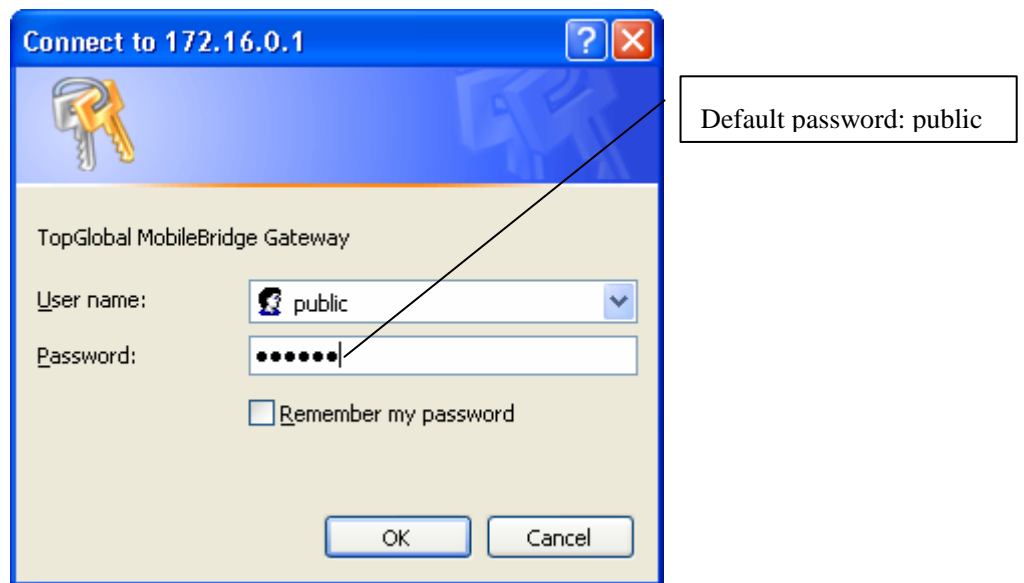 Connect to 172.16.0.1
Default password: public
TopGlobal MobileBridge Gateway
User name: public
Password: ••••••
Remember my password
OK Cancel